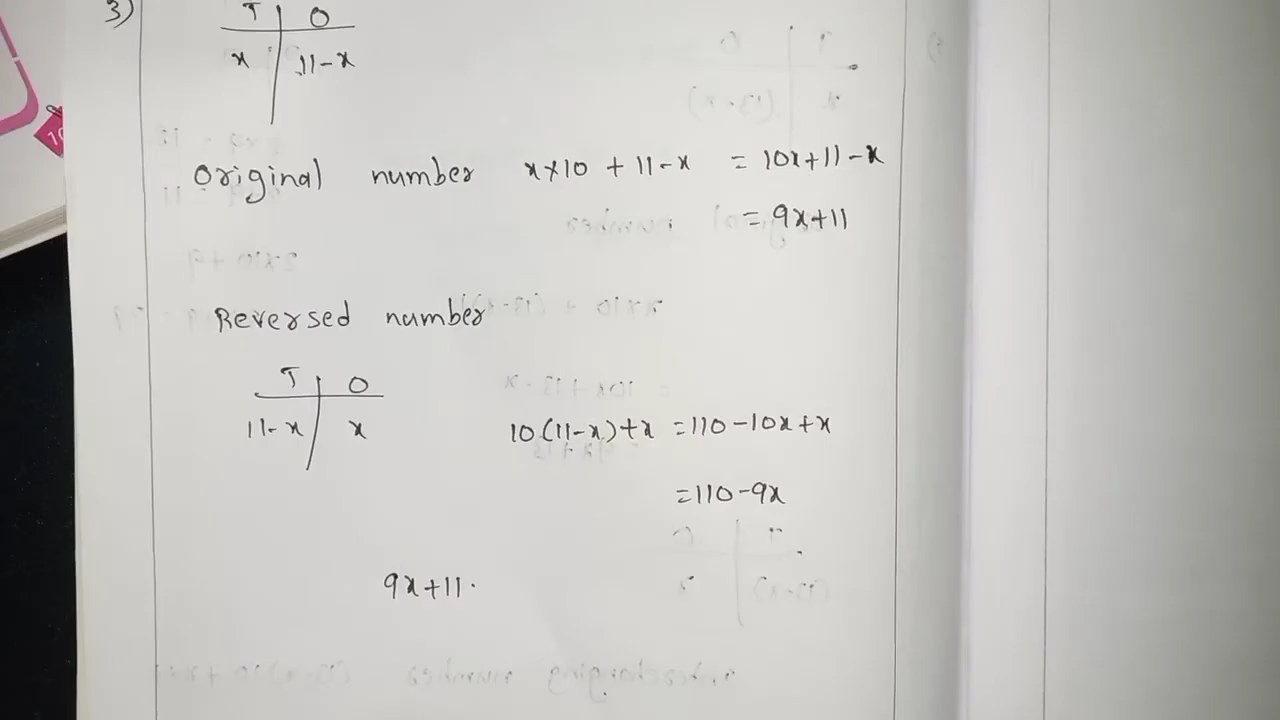 3)
T O
x 11-x
Original number x×10 + 11-x = 10x+11-x
= 9x+11
Reversed number
T O
11-x x 10(11-x)+x =110-10x+x
=110-9x
9x+11